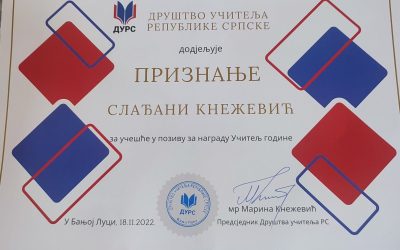 ДРУШТВО УЧИТЕЉА
РЕПУБЛИКЕ СРПСКЕ
ДУРС
додјељује
ПРИЗНАЊЕ
СЛАЂАНИ КНЕЖЕВИЋ
за учешће у позиву за награду Учитељ године
ДУРС
мр Марина Кнежевић
У Бањој Луци, 18.11.2022.
Предсједник Друштва учитеља РС